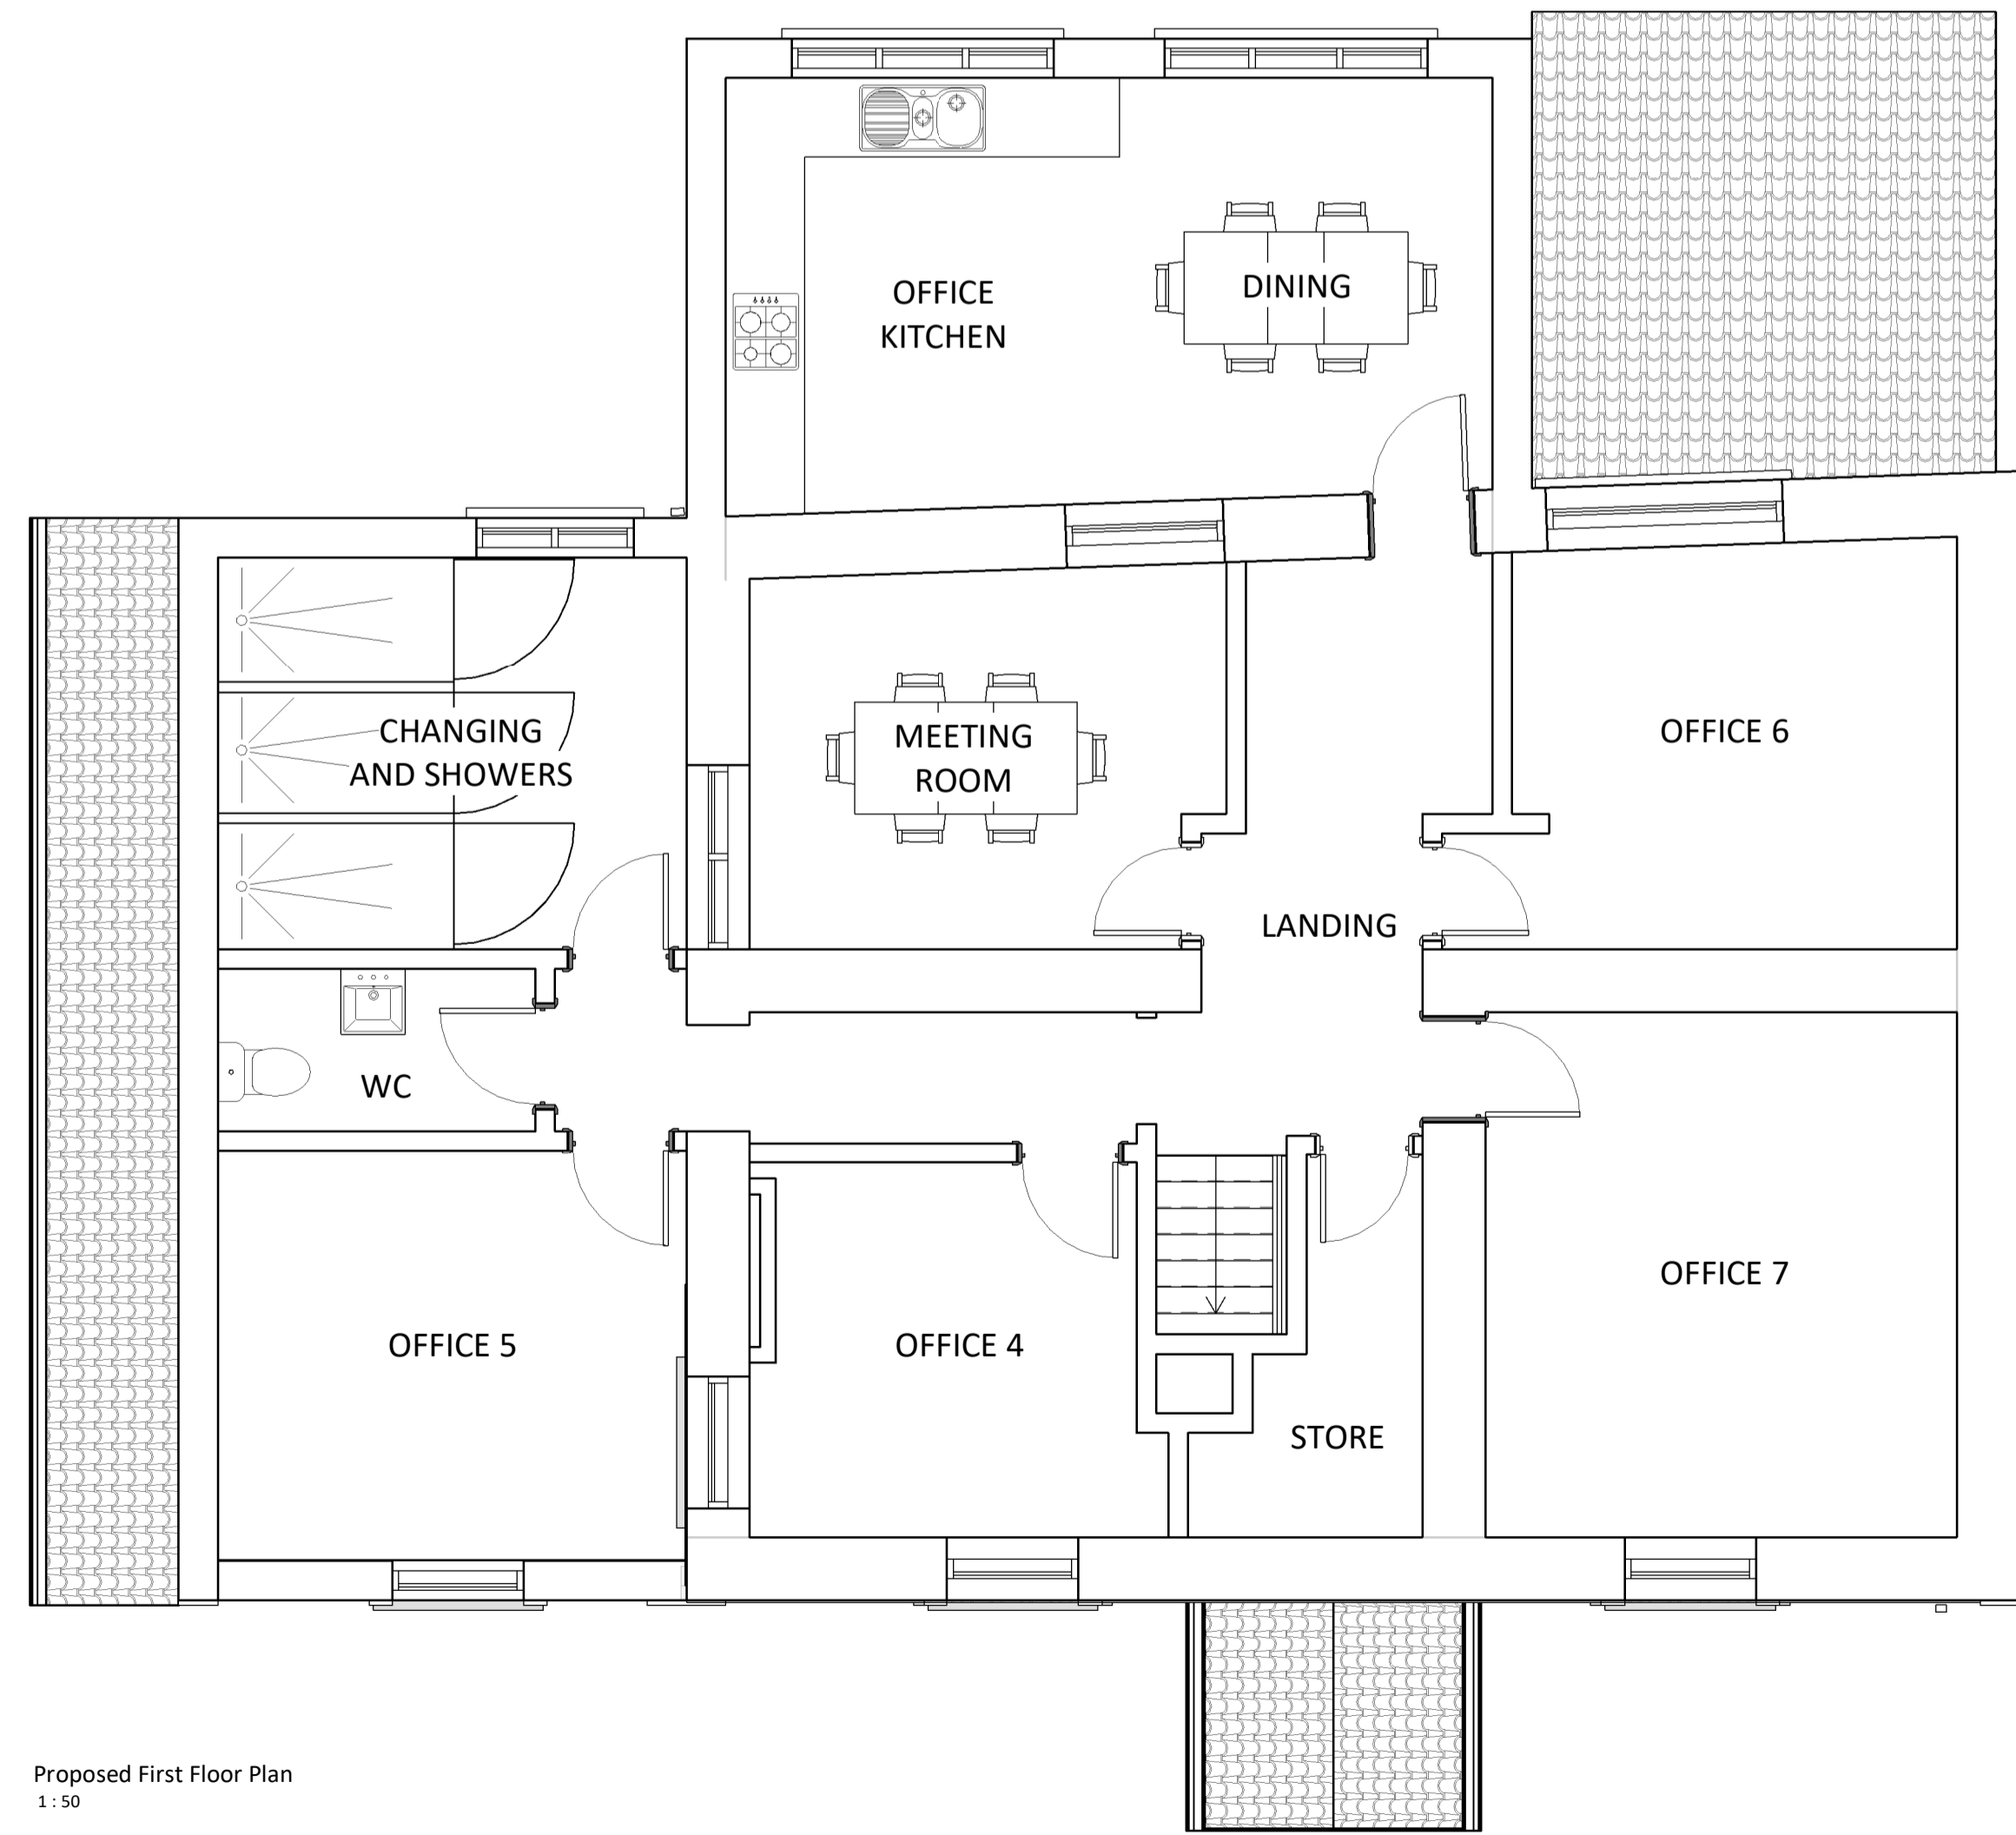 OFFICE
KITCHEN
DINING
CHANGING
AND SHOWERS
MEETING
ROOM
OFFICE 6
LANDING
WC
OFFICE 5
OFFICE 4
OFFICE 7
STORE
Proposed First Floor Plan
1 : 50